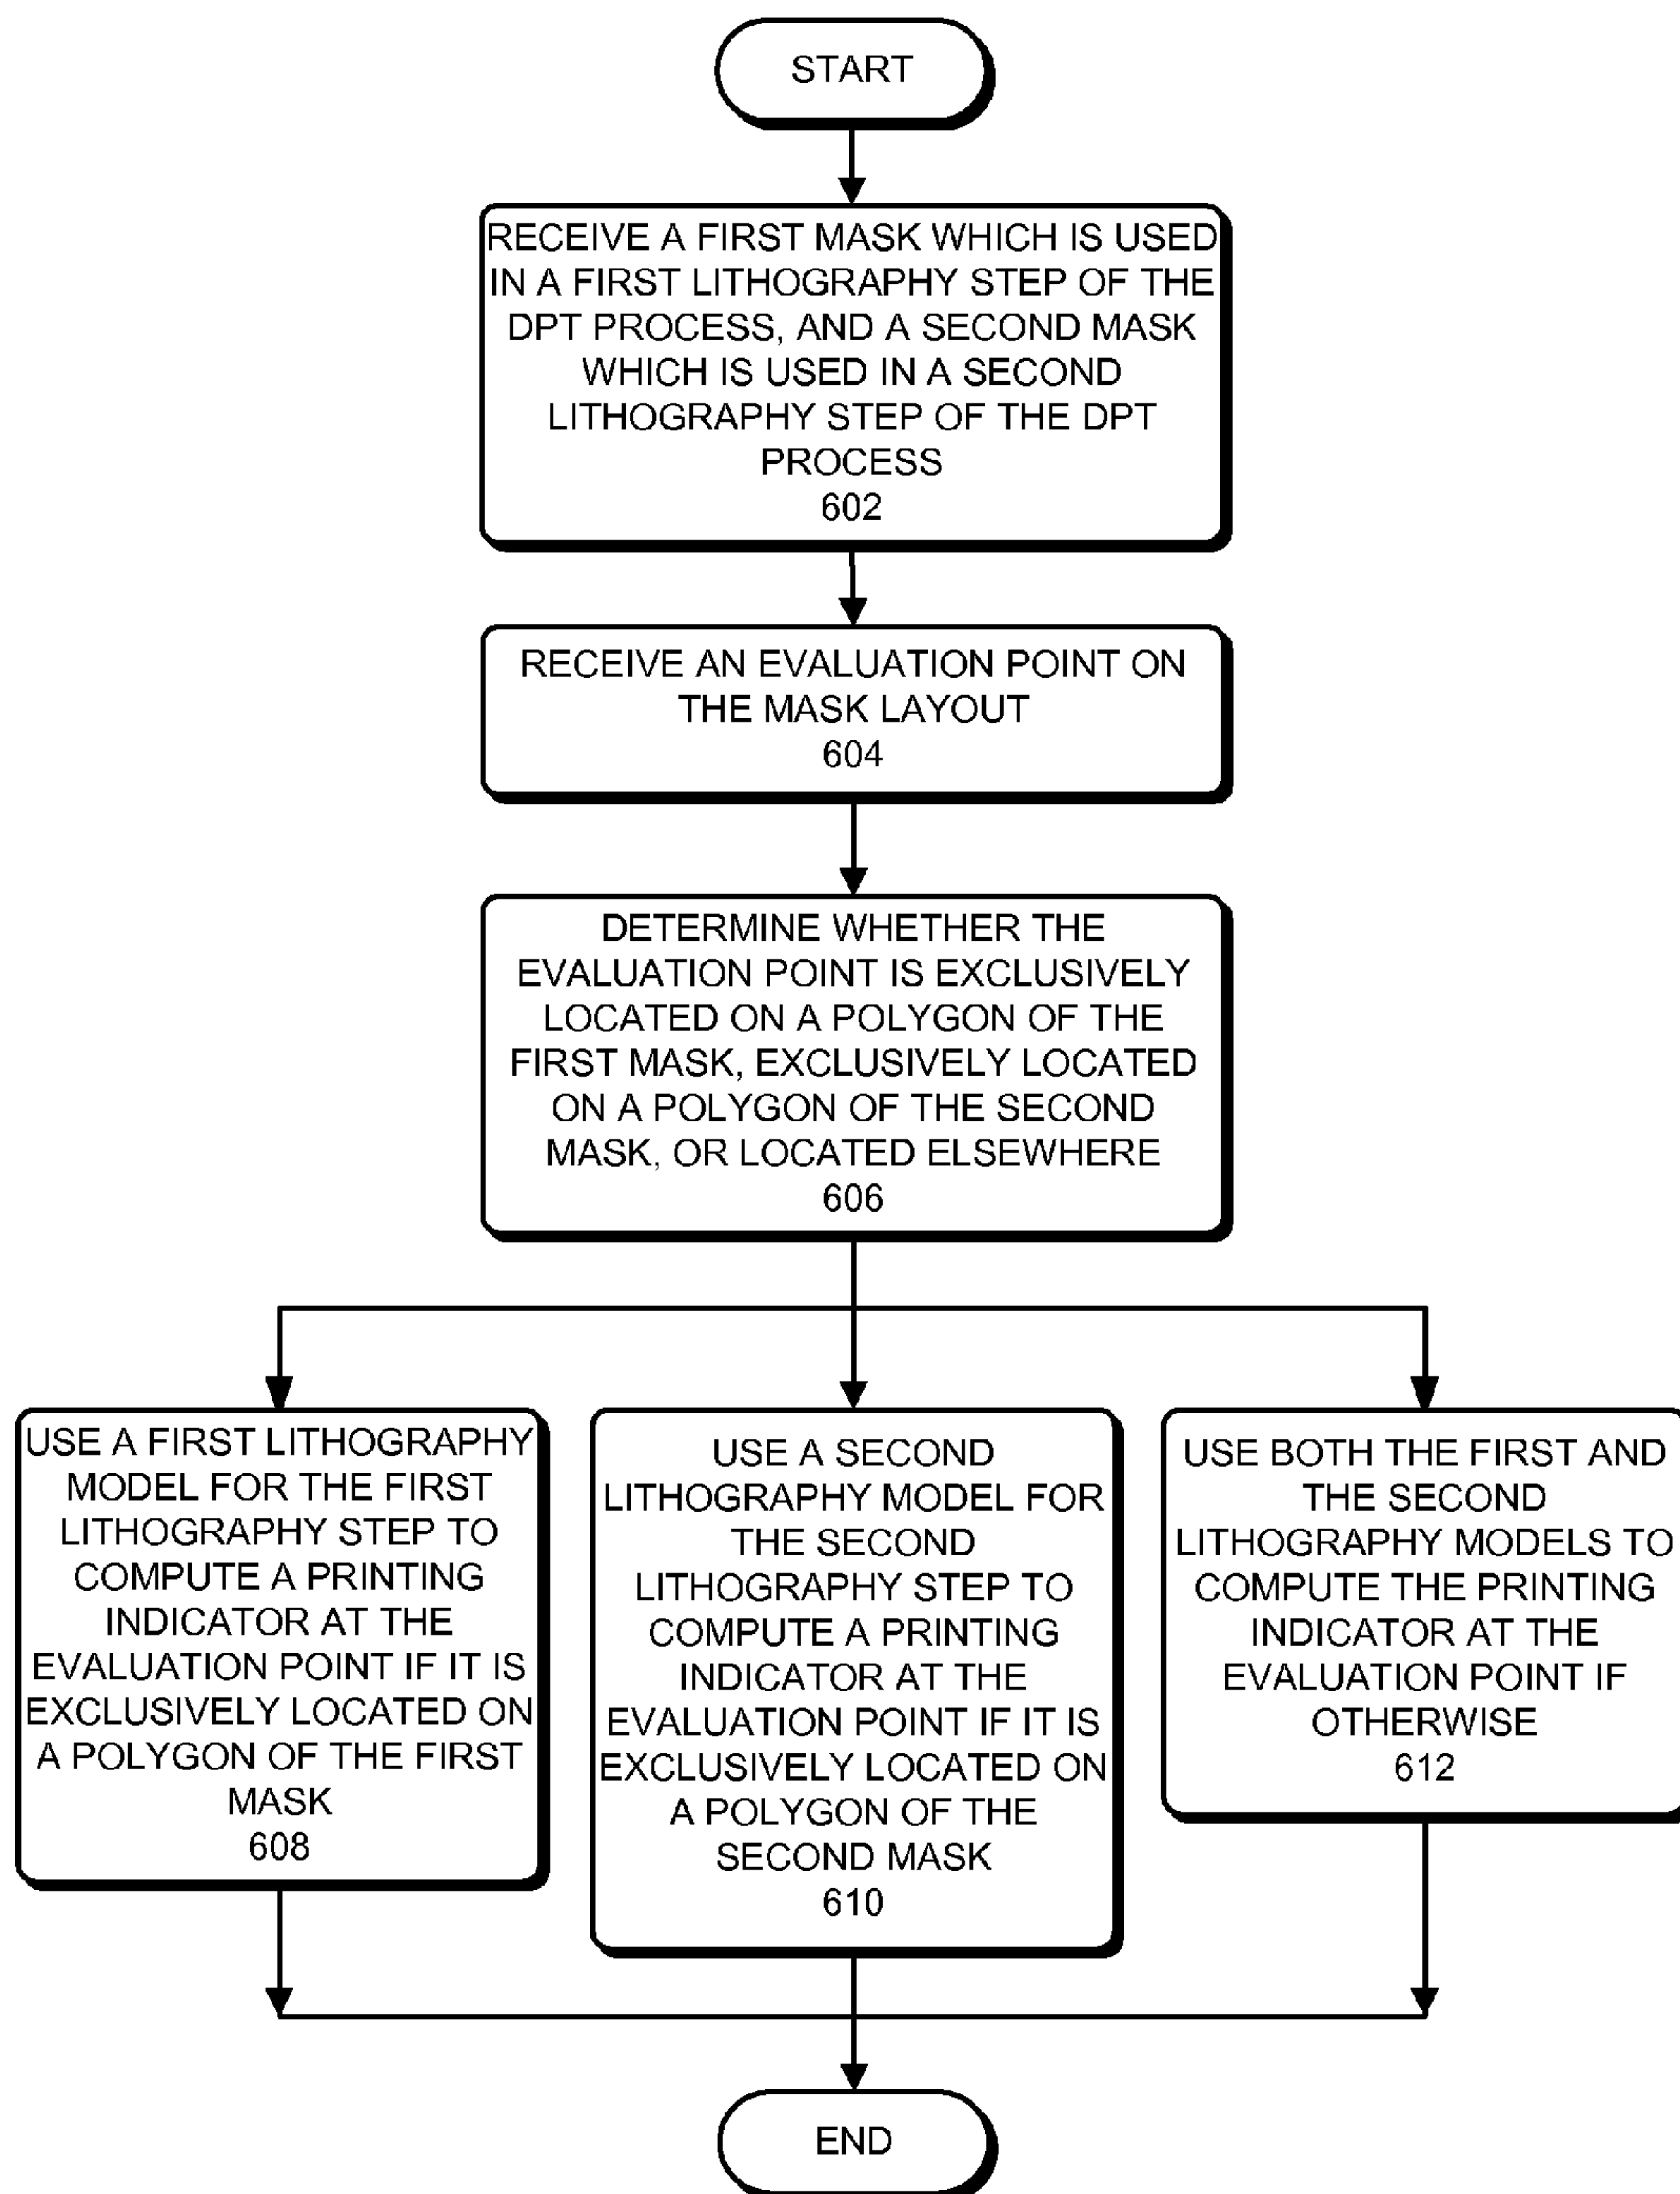 START
RECEIVE A FIRST MASK WHICH IS USED
IN A FIRST LITHOGRAPHY STEP OF THE
DPT PROCESS, AND A SECOND MASK
WHICH IS USED IN A SECOND
LITHOGRAPHY STEP OF THE DPT
PROCESS
602
RECEIVE AN EVALUATION POINT ON
THE MASK LAYOUT
604
DETERMINE WHETHER THE
EVALUATION POINT IS EXCLUSIVELY
LOCATED ON A POLYGON OF THE
FIRST MASK, EXCLUSIVELY LOCATED
ON A POLYGON OF THE SECOND
MASK, OR LOCATED ELSEWHERE
606
USE A FIRST LITHOGRAPHY
MODEL FOR THE FIRST
LITHOGRAPHY STEP TO
COMPUTE A PRINTING
INDICATOR AT THE
EVALUATION POINT IF IT IS
EXCLUSIVELY LOCATED ON
A POLYGON OF THE FIRST
MASK
608
USE A SECOND
LITHOGRAPHY MODEL FOR
THE SECOND
LITHOGRAPHY STEP TO
COMPUTE A PRINTING
INDICATOR AT THE
EVALUATION POINT IF IT IS
EXCLUSIVELY LOCATED ON
A POLYGON OF THE
SECOND MASK
610
USE BOTH THE FIRST AND
THE SECOND
LITHOGRAPHY MODELS TO
COMPUTE THE PRINTING
INDICATOR AT THE
EVALUATION POINT IF
OTHERWISE
612
END